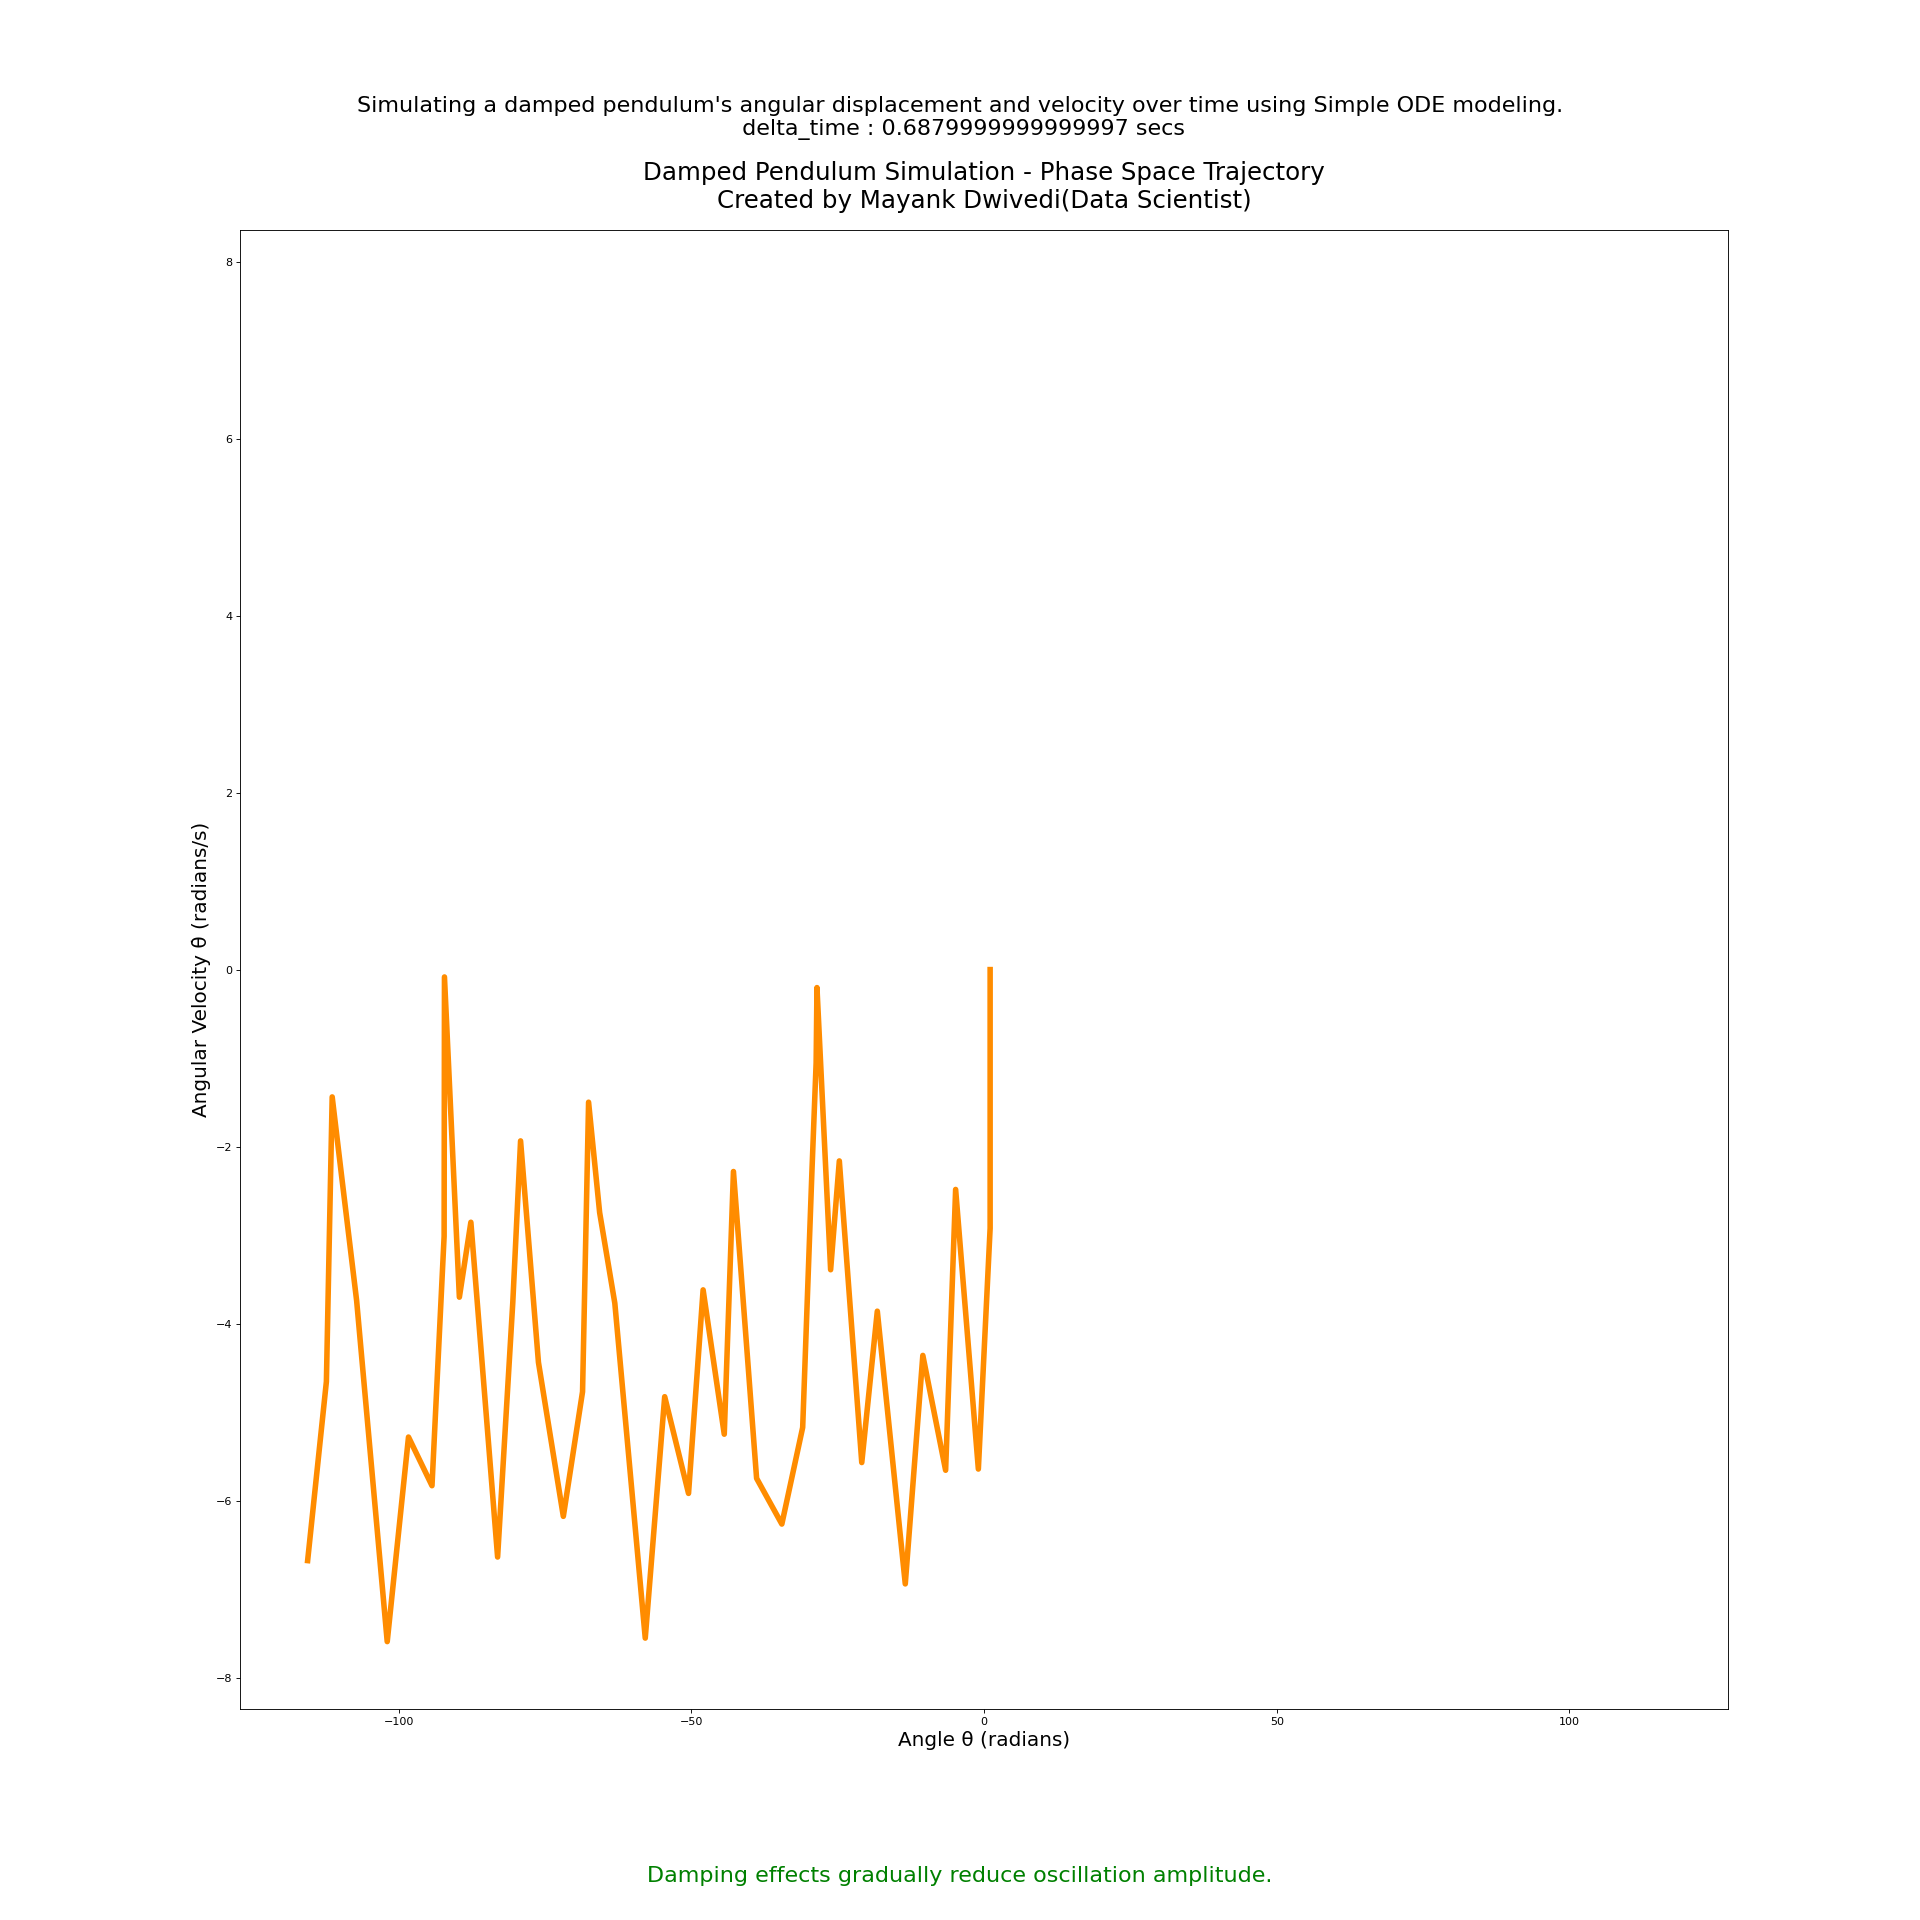 Simulating a damped pendulum's angular displacement and velocity over time using Simple ODE modeling.
delta_time : 0.6879999999999997 secs
Damped Pendulum Simulation - Phase Space Trajectory
Created by Mayank Dwivedi(Data Scientist)
8
6
4
2
0
−2
−4
−6
−8
Angular Velocity θ̇ (radians/s)
−100
−50
0
50
100
Angle θ (radians)
Damping effects gradually reduce oscillation amplitude.